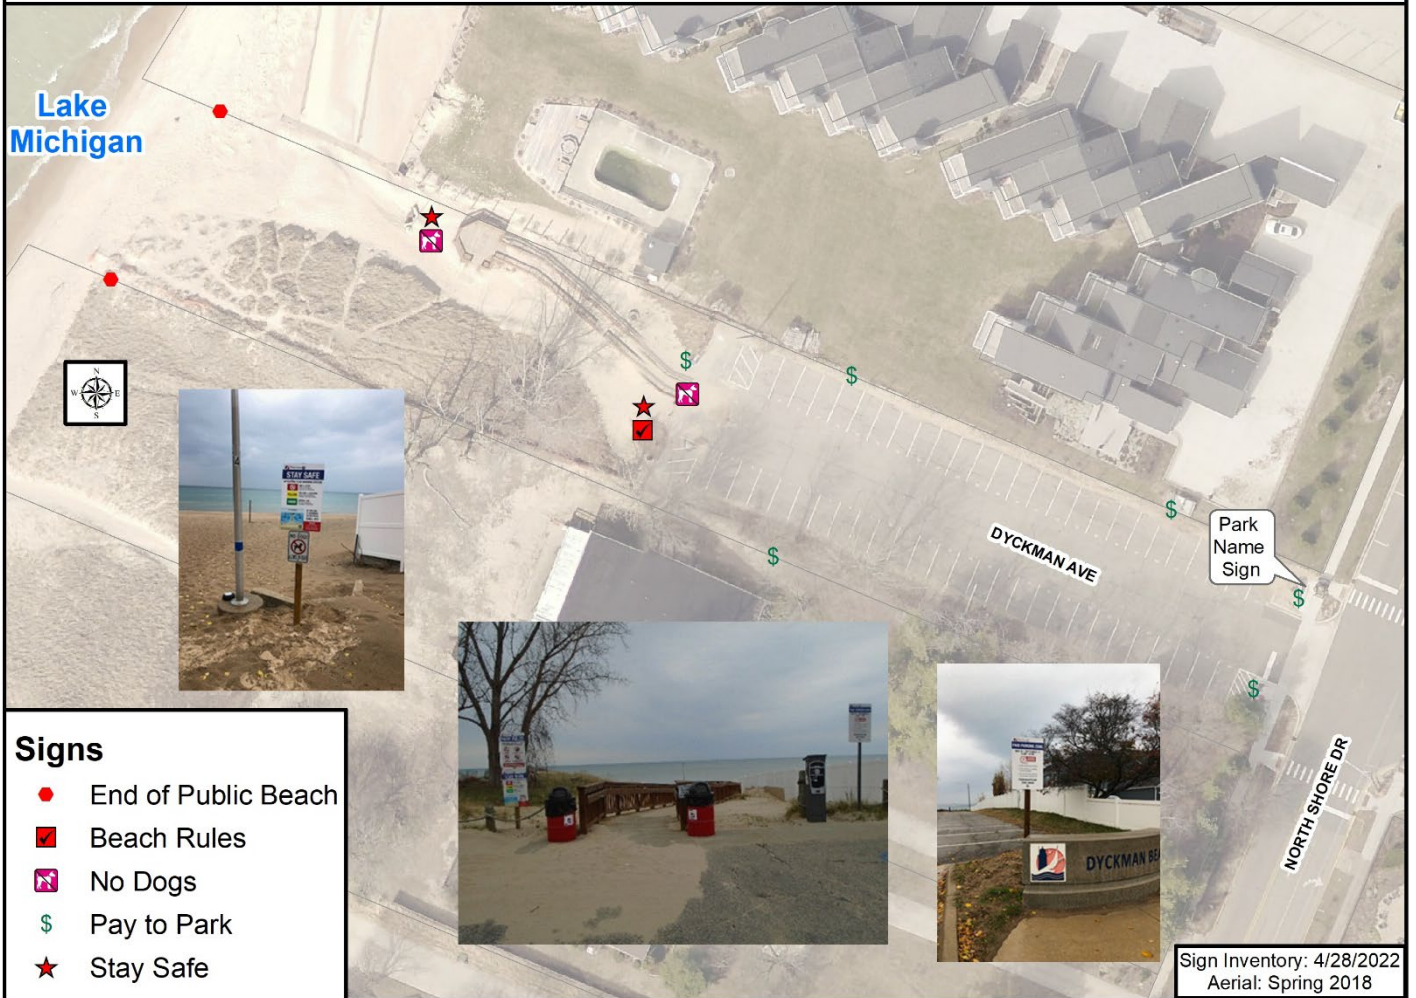 Lake
Michigan
N
W E
S
STAY SAFE
Park
Name
Sign
DYCKMAN AVE
NORTH SHORE DR
DYCKMAN BEA
Signs
End of Public Beach
Beach Rules
No Dogs
$ Pay to Park
Stay Safe
Sign Inventory: 4/28/2022
Aerial: Spring 2018